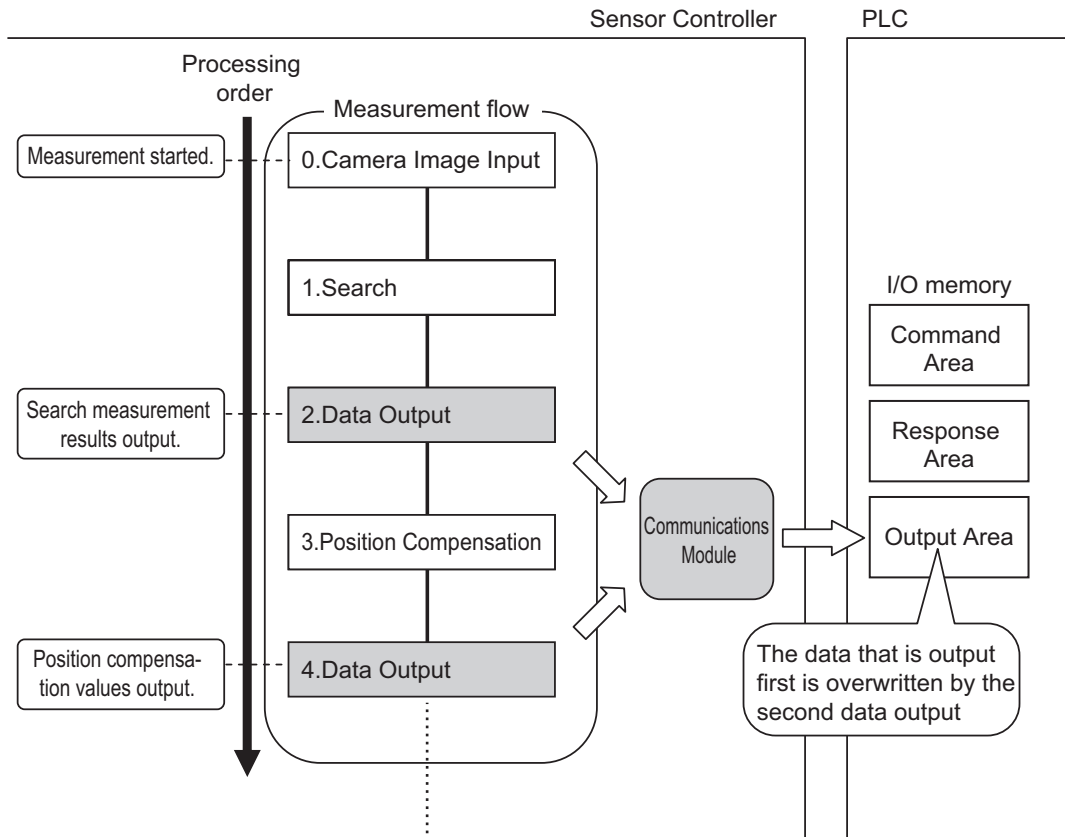 Sensor Controller
PLC
Processing
order
Measurement flow
Measurement started.
0.Camera Image Input
1.Search
I/O memory
Command
Area
Search measurement
results output.
2.Data Output
Response
Area
3.Position Compensation
Communications
Module
Output Area
Position compensa-
tion values output.
4.Data Output
The data that is output
first is overwritten by the
second data output